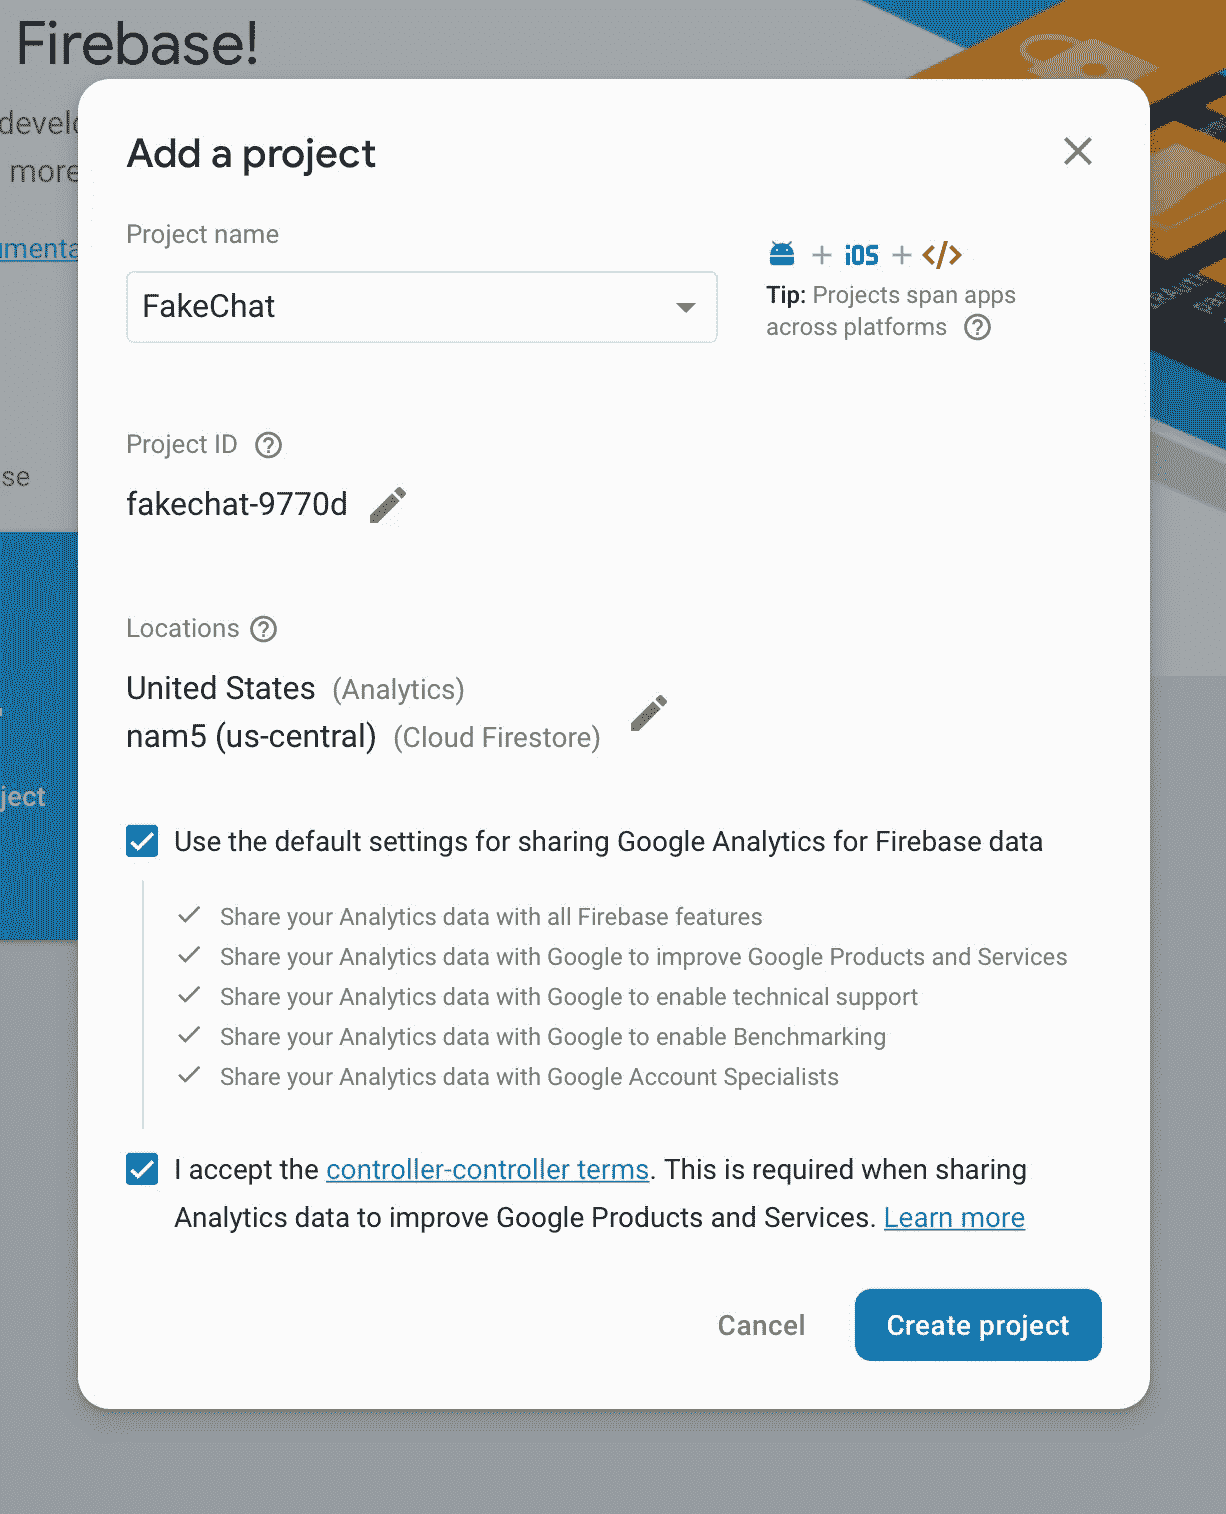 Firebase!
more
Add a project
Project name
FakeChat
+ iOS + </>
Tip: Projects span apps
across platforms
Project ID
se
fakechat-9770d
Locations
United States (Analytics)
nam5 (us-central) (Cloud Firestore)
ject
Use the default settings for sharing Google Analytics for Firebase data
Share your Analytics data with all Firebase features
Share your Analytics data with Google to improve Google Products and Services
Share your Analytics data with Google to enable technical support
Share your Analytics data with Google to enable Benchmarking
Share your Analytics data with Google Account Specialists
I accept the controller-controller terms. This is required when sharing
Analytics data to improve Google Products and Services. Learn more
Cancel
Create project